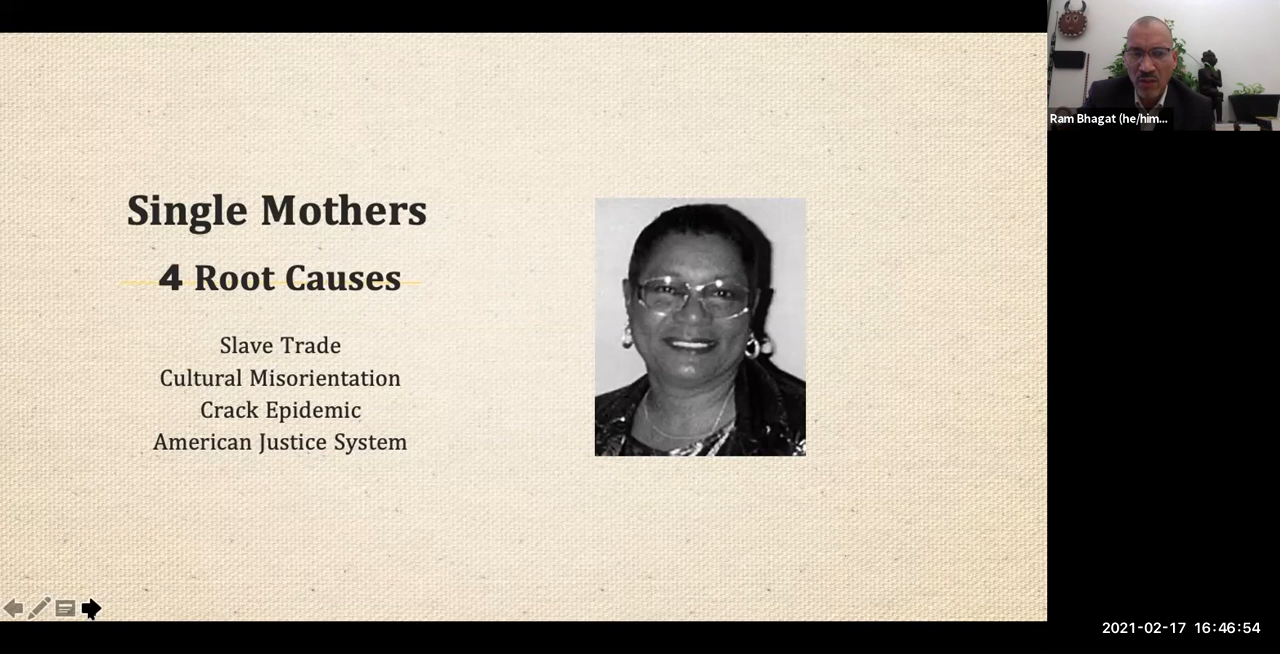 Single Mothers
4 Root Causes
Slave Trade
Cultural Misorientation
Crack Epidemic
American Justice System
Ram Bhagat (he/him...
2021-02-17 16:46:54